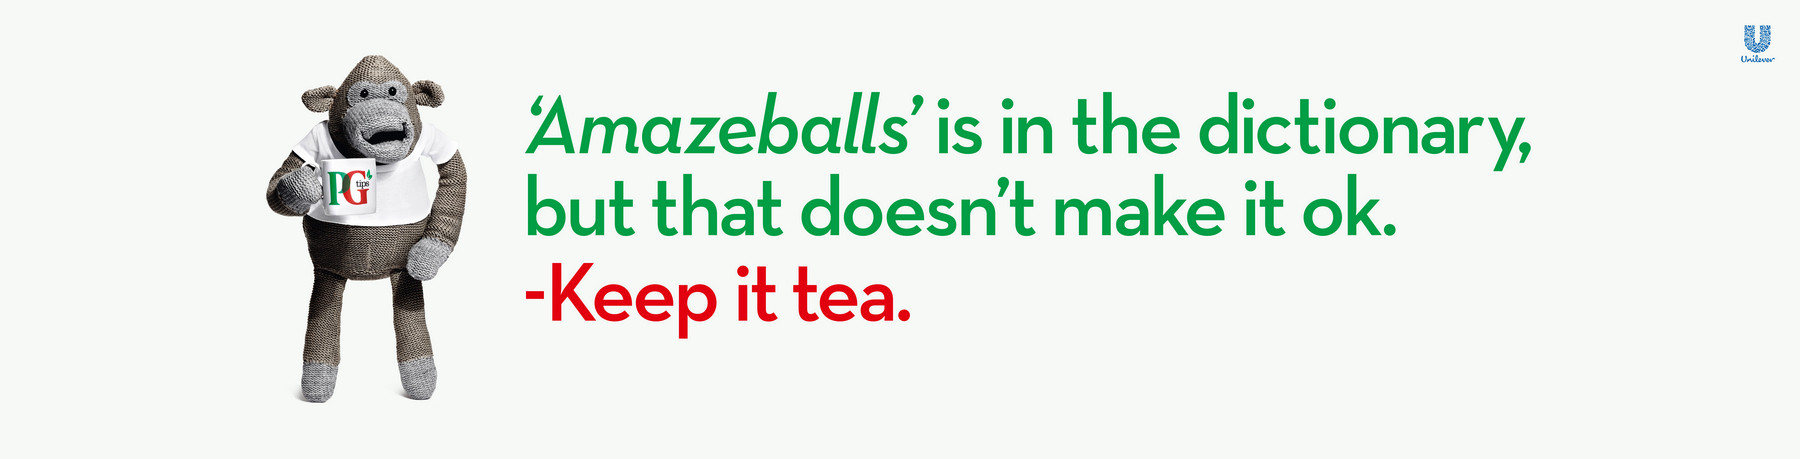 ‘Amazeballs’ is in the dictionary,
but that doesn’t make it ok.
-Keep it tea.
PG
tips
Unilever